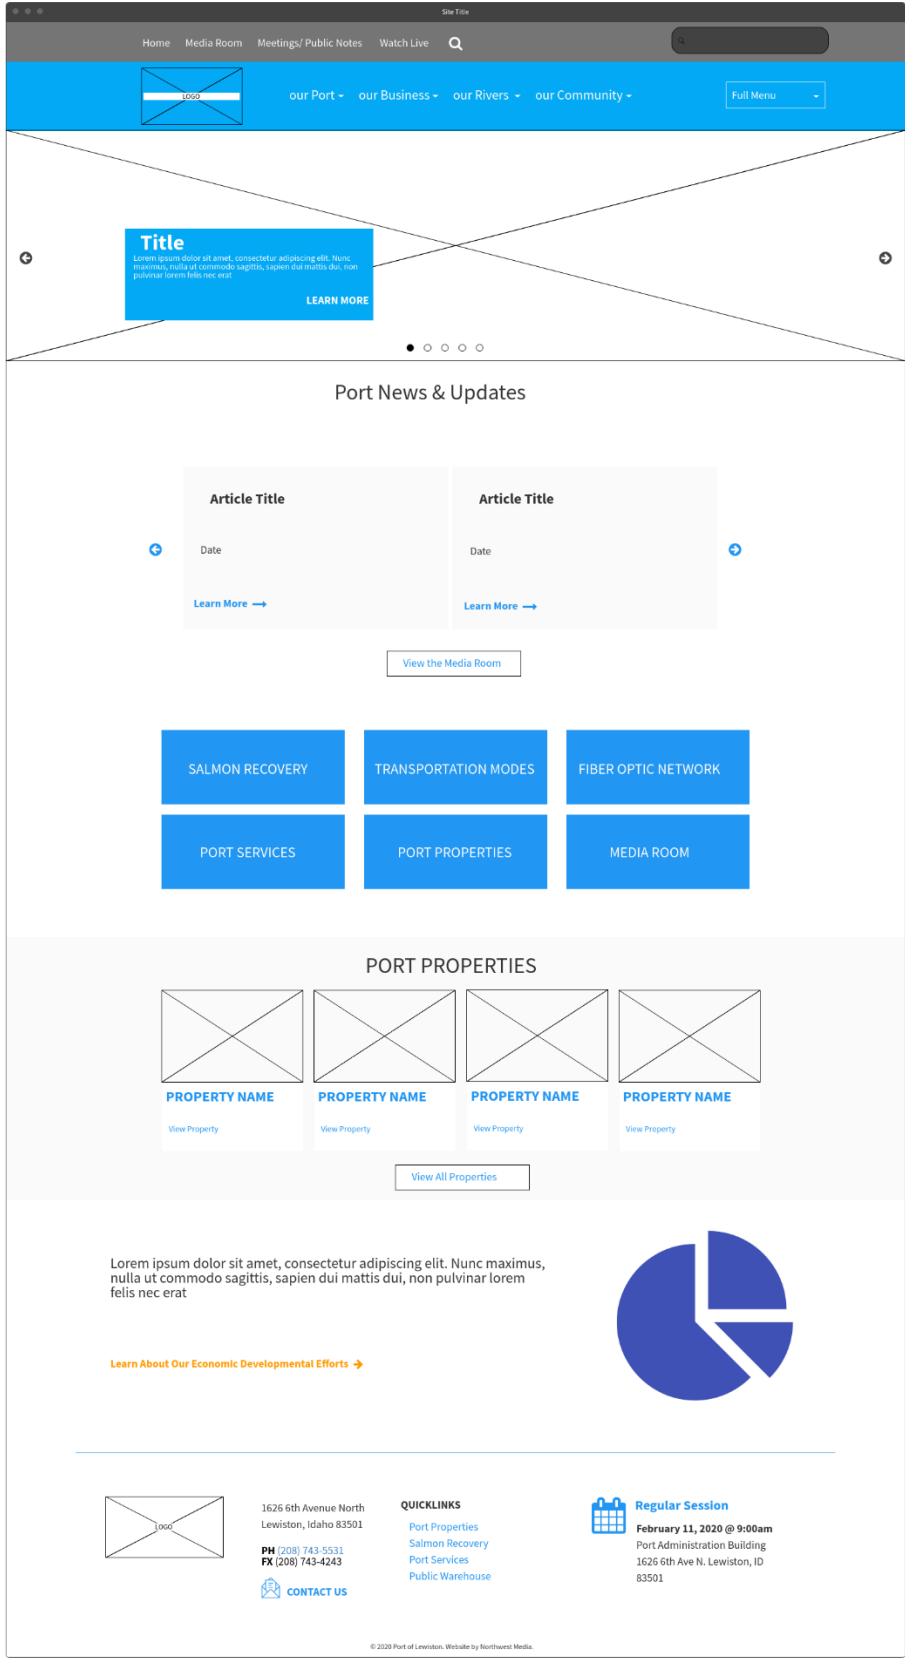 Site Title
Home Media Room Meetings/ Public Notes Watch Live
LOGO
our Port our Business our Rivers our Community
Full Menu
Title
Lorem ipsum dolor sit amet, consectetur adipiscing elit. Nunc
maximus, nulla ut commodo sagittis, sapien dui mattis dui, non
pulvinar lorem felis nec erat
LEARN MORE
Port News & Updates
Article Title
Date
Learn More
Article Title
Date
Learn More
View the Media Room
SALMON RECOVERY
TRANSPORTATION MODES
FIBER OPTIC NETWORK
PORT SERVICES
PORT PROPERTIES
MEDIA ROOM
PORT PROPERTIES
PROPERTY NAME
View Property
PROPERTY NAME
View Property
PROPERTY NAME
View Property
PROPERTY NAME
View Property
View All Properties
Lorem ipsum dolor sit amet, consectetur adipiscing elit. Nunc maximus,
nulla ut commodo sagittis, sapien dui mattis dui, non pulvinar lorem
felis nec erat
Learn About Our Economic Developmental Efforts
LOGO
1626 6th Avenue North
Lewiston, Idaho 83501
PH (208) 743-5531
FX (208) 743-4243
CONTACT US
QUICKLINKS
Port Properties
Salmon Recovery
Port Services
Public Warehouse
Regular Session
February 11, 2020 @ 9:00am
Port Administration Building
1626 6th Ave N. Lewiston, ID
83501
© 2020 Port of Lewiston. Website by Northwest Media.